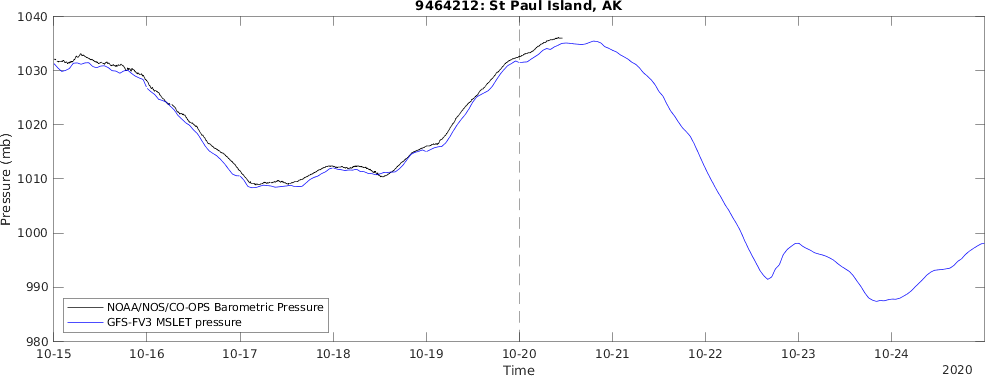 9464212: St Paul Island, AK
1040
1030
1020
1010
1000
990
980
Pressure (mb)
NOAA/NOS/CO-OPS Barometric Pressure
GFS-FV3 MSLET pressure
10-15 10-16 10-17 10-18 10-19 10-20 10-21 10-22 10-23 10-24
Time
2020